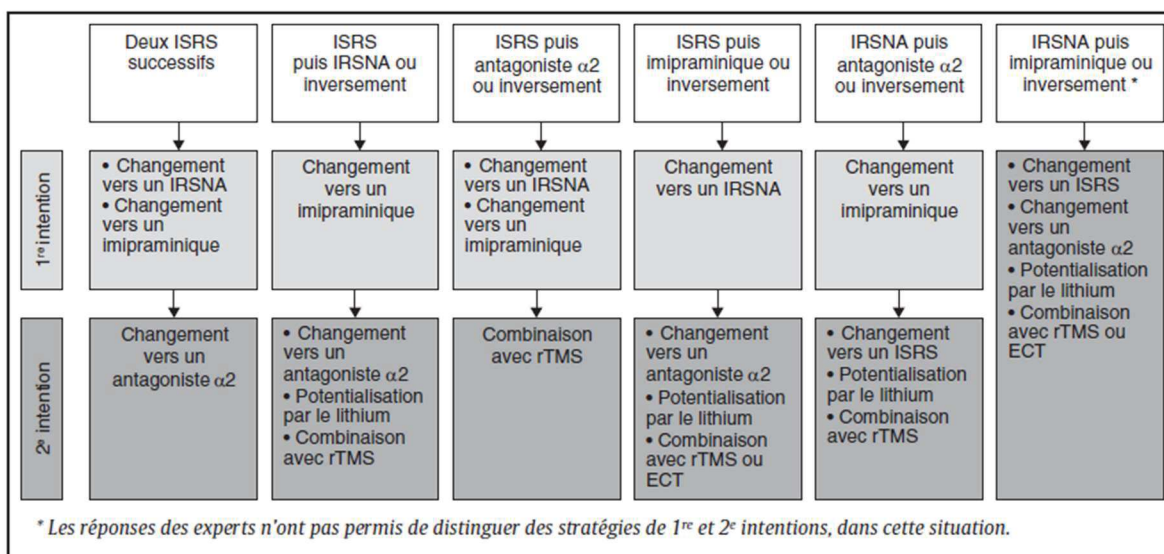 Deux ISRS
successifs
ISRS
puis IRSNA ou
inversement
ISRS puis
antagoniste α2
ou inversement
ISRS puis
imipraminique ou
inversement
IRSNA puis
antagoniste α2
ou inversement
IRSNA puis
imipraminique ou
inversement *
1re intention
• Changement
vers un IRSNA
• Changement
vers un
imipraminique
Changement
vers un
imipraminique
• Changement
vers un IRSNA
• Changement
vers un
imipraminique
Changement
vers un IRSNA
Changement
vers un
imipraminique
• Changement
vers un ISRS
• Changement
vers un
antagoniste α2
• Potentialisation
par le lithium
• Combinaison
avec rTMS ou
ECT
2e intention
Changement
vers un
antagoniste α2
• Changement
vers un
antagoniste α2
• Potentialisation
par le lithium
• Combinaison
avec rTMS
Combinaison
avec rTMS
• Changement
vers un
antagoniste α2
• Potentialisation
par le lithium
• Combinaison
avec rTMS ou
ECT
• Changement
vers un ISRS
• Potentialisation
par le lithium
• Combinaison
avec rTMS
* Les réponses des experts n'ont pas permis de distinguer des stratégies de 1re et 2e intentions, dans cette situation.